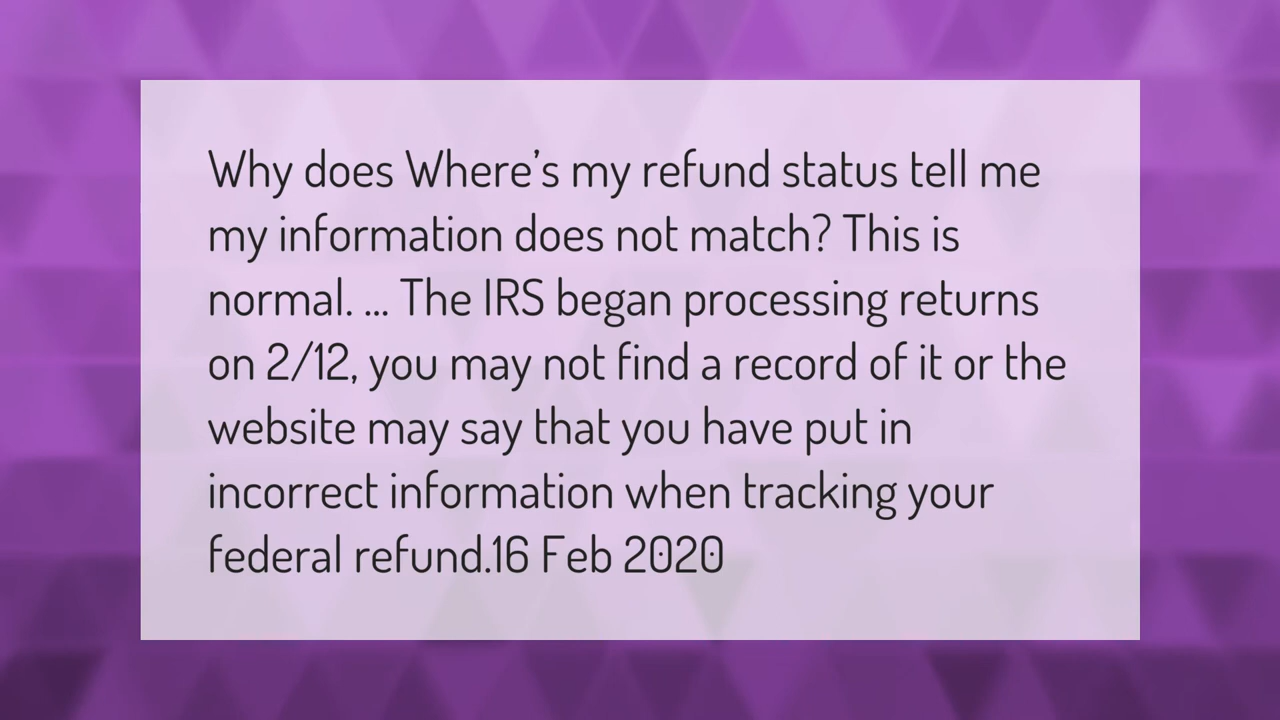 Why does Where’s my refund status tell me
my information does not match? This is
normal. ... The IRS began processing returns
on 2/12, you may not find a record of it or the
website may say that you have put in
incorrect information when tracking your
federal refund.16 Feb 2020